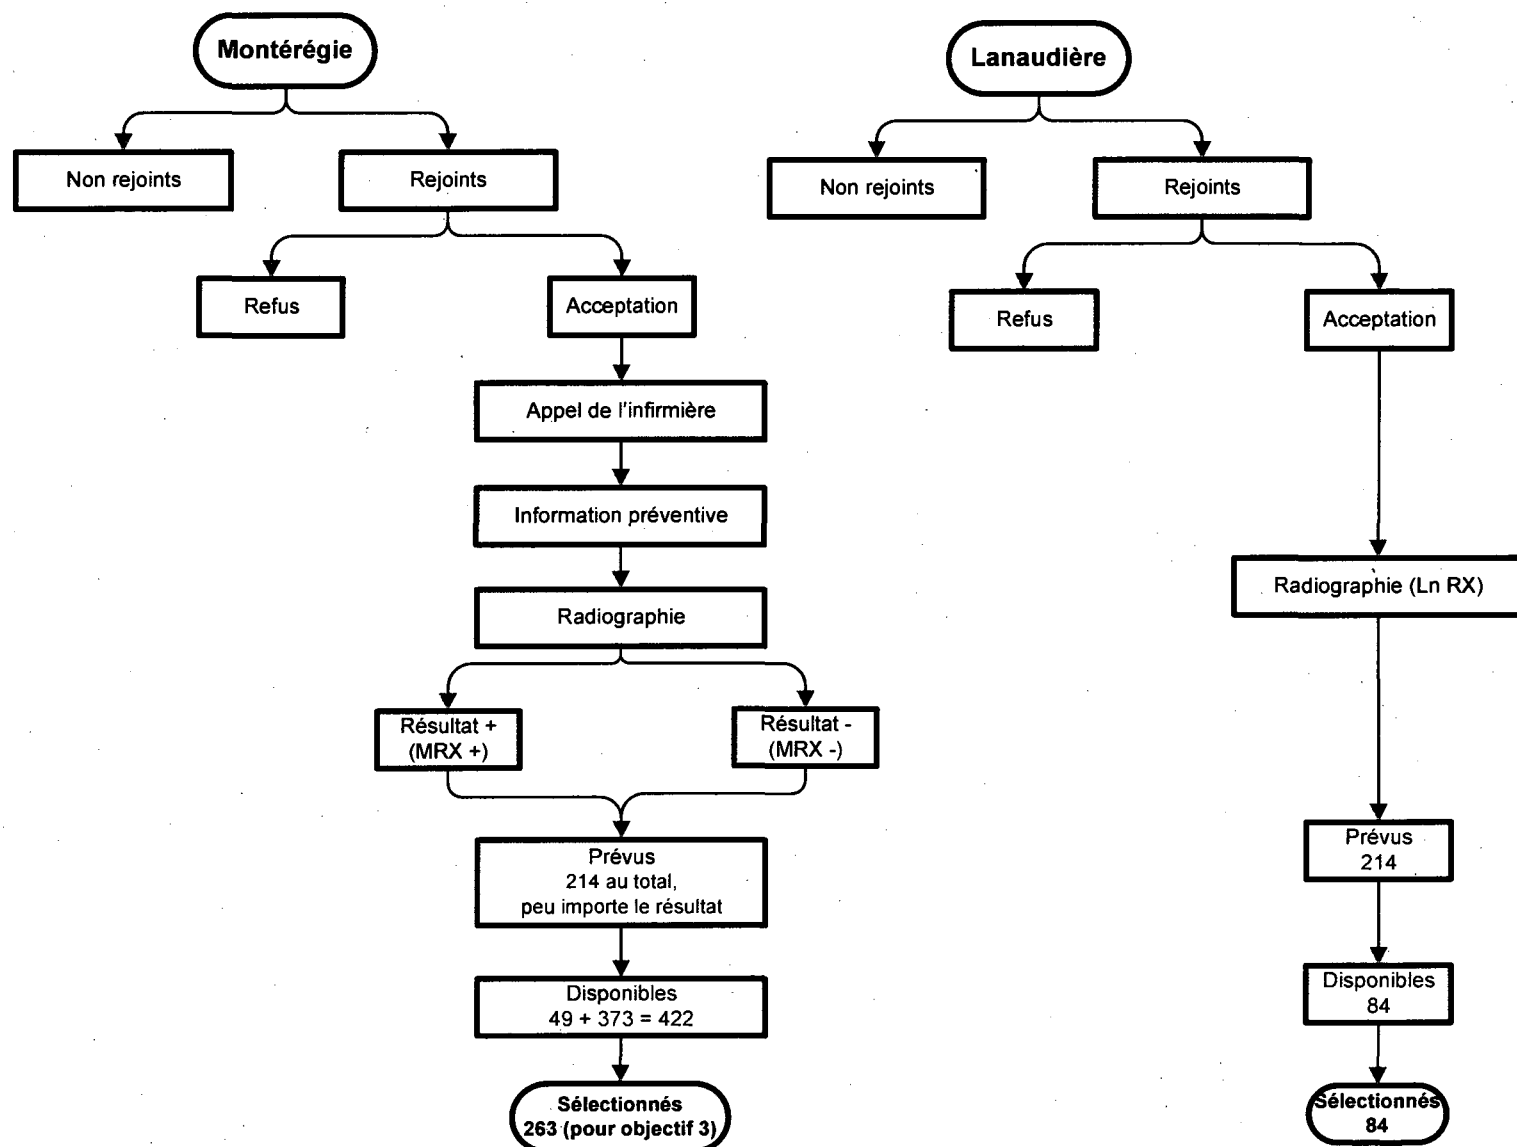 Montérégie
Non rejoints
Rejoints
Refus
Acceptation
Appel de l'infirmière
Information préventive
Radiographie
Résultat +
(MRX +)
Résultat -
(MRX -)
Prévus
214 au total,
peu importe le résultat
Disponibles
49 + 373 = 422
Sélectionnés
263 (pour objectif 3)
Lanaudière
Non rejoints
Rejoints
Refus
Acceptation
Radiographie (Ln RX)
Prévus
214
Disponibles
84
Sélectionnés
84